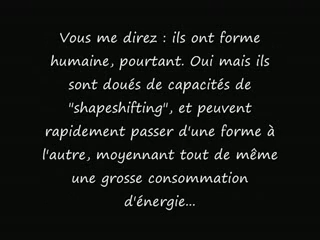 Vous me direz : ils ont forme
humaine, pourtant. Oui mais ils
sont doués de capacités de
"shapeshifting", et peuvent
rapidement passer d'une forme à
l'autre, moyennant tout de même
une grosse consommation
d'énergie...